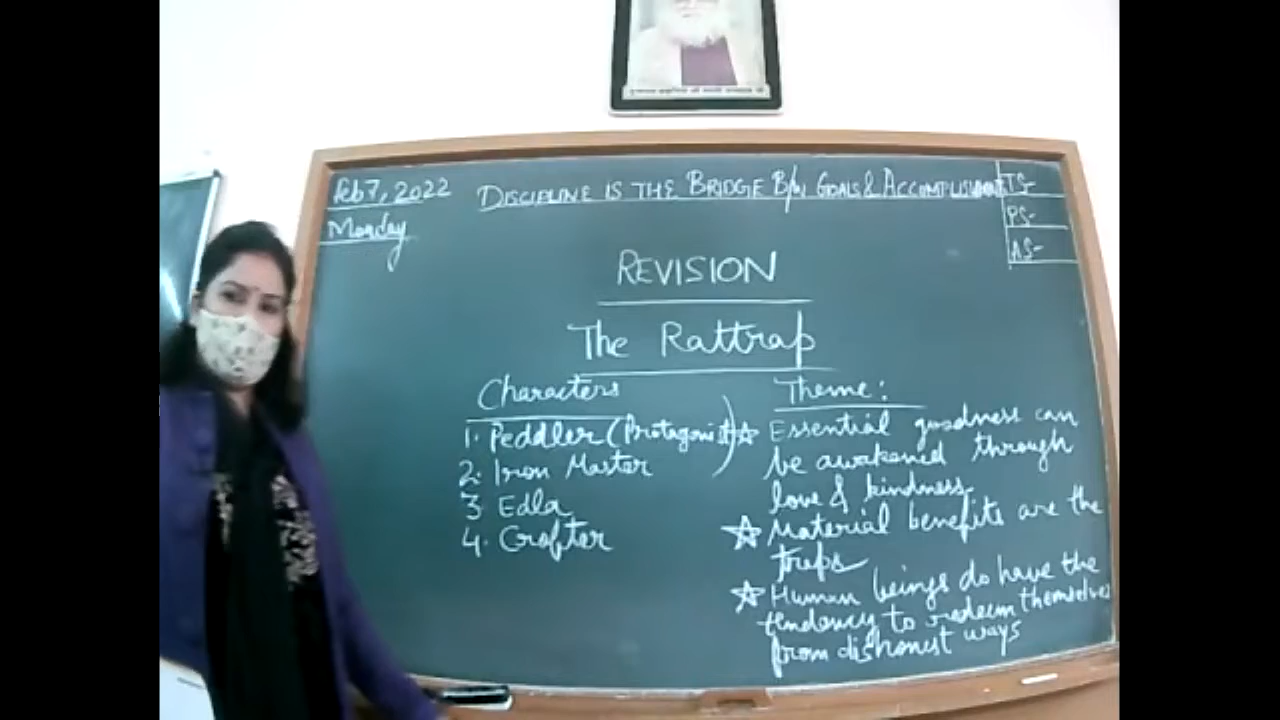 Feb 7, 2022
DISCIPLINE IS THE BRIDGE B/W GOALS & ACCOMPLISHMENT
TS-
Monday
PS-
AS-
REVISION
The Rattrap
Characters
1. Peddler (Protagonist)
2. Iron Master
3. Edla
4. Crofter
Theme:
☆ Essential goodness can
be awakened through
love & kindness
☆ Material benefits are the
traps
☆ Human beings do have the
tendency to redeem themselves
from dishonest ways